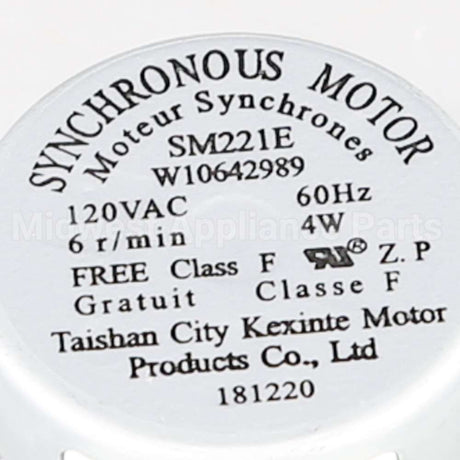 SYNCHRONOUS MOTOR
Moteur Synchrones
SM221E
W10642989
120VAC 60Hz
6 r/min 4W
FREE Class F ® Z.P
Gratuit Classe F
Taishan City Kexinte Motor
Products Co., Ltd
181220
Midwest Appliance Parts